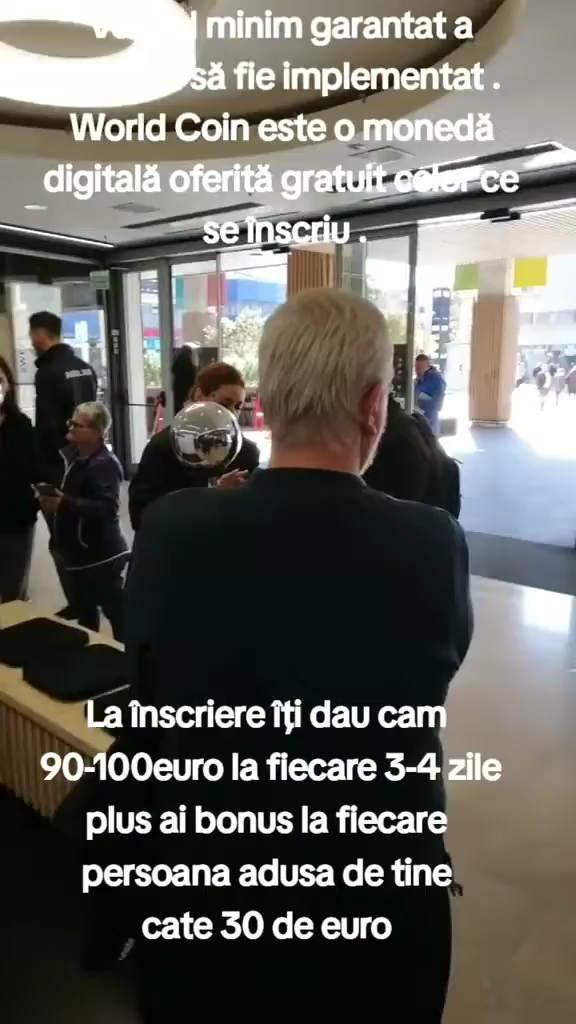 minim garantat a
să fie implementat .
World Coin este o monedă
digitală oferită gratuit celor ce
se înscriu .
La înscriere îți dau cam
90-100euro la fiecare 3-4 zile
plus ai bonus la fiecare
persoana adusa de tine
cate 30 de euro